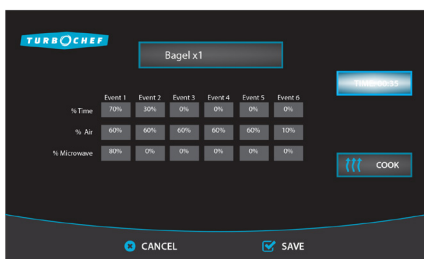 TURBOCHEF
Bagel x1
Event 1 Event 2 Event 3 Event 4 Event 5 Event 6
% Time 70% 30% 0% 0% 0% 0%
% Air 60% 60% 60% 60% 60% 10%
% Microwave 80% 0% 0% 0% 0% 0%
COOK
CANCEL SAVE